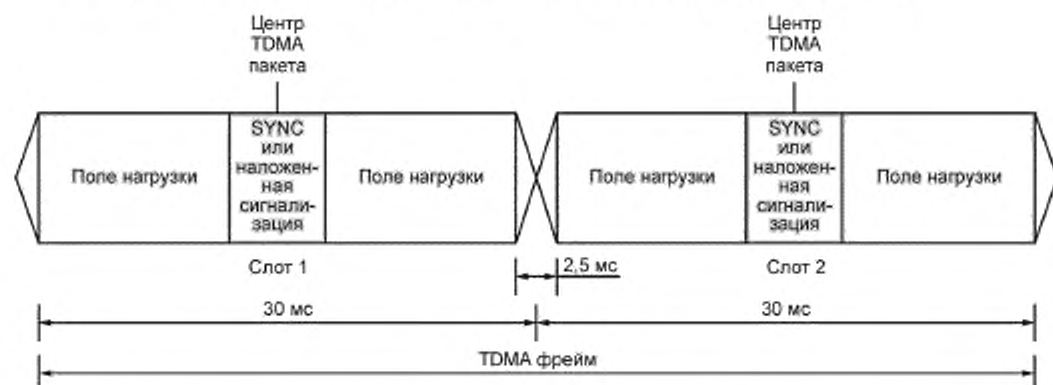 Центр
TDMA
пакета
Центр
TDMA
пакета
Поле нагрузки
SYNC
или
наложен-
ная
сигнали-
зация
Поле нагрузки
Поле нагрузки
SYNC
или
наложен-
ная
сигнали-
зация
Поле нагрузки
Слот 1
2,5 мс
Слот 2
30 мс
30 мс
TDMA фрейм